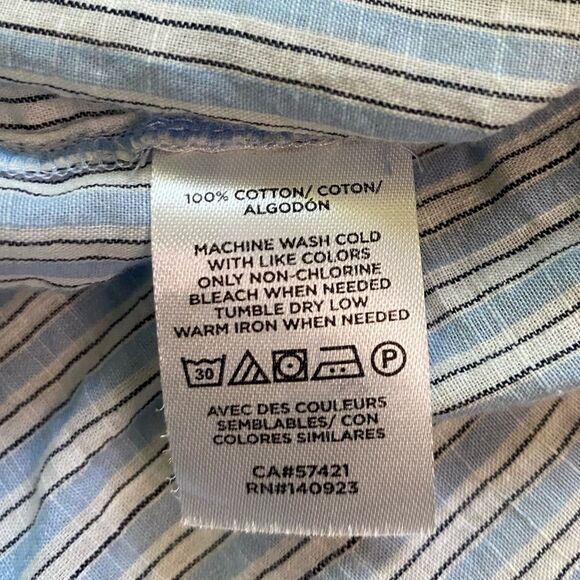 100% COTTON/ COTON/
ALGODÓN
MACHINE WASH COLD
WITH LIKE COLORS
ONLY NON-CHLORINE
BLEACH WHEN NEEDED
TUMBLE DRY LOW
WARM IRON WHEN NEEDED
30 P
AVEC DES COULEURS
SEMBLABLES/ CON
COLORES SIMILARES
CA#57421
RN#140923